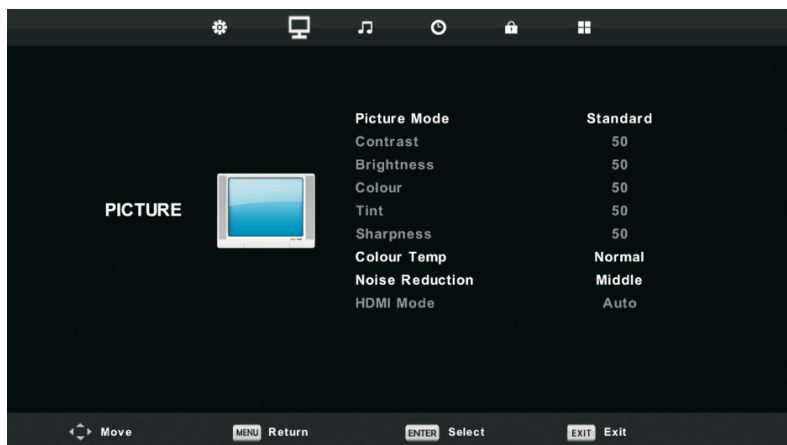 Picture Mode Standard
Contrast 50
Brightness 50
Colour 50
PICTURE
Tint 50
Sharpness 50
Colour Temp Normal
Noise Reduction Middle
HDMI Mode Auto
Move MENU Return ENTER Select EXIT Exit